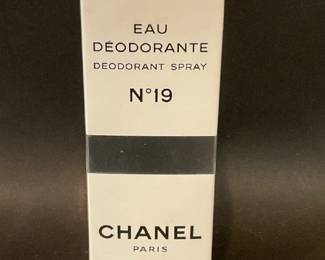 EAU
DÉODORANTE
DEODORANT SPRAY
N°19
CHANEL
PARIS